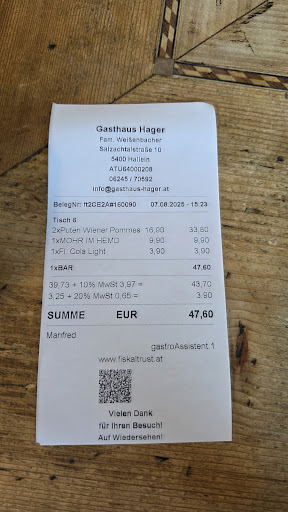 Gasthaus Hager
Fam. Weißenbacher
Salzachtalstraße 10
5400 Hallein
ATU64000208
06245 / 70592
info@gasthaus-hager.at
BelegNr: ft2CE2A#160090 07.08.2025 - 15:23
Tisch 6
2xPuten Wiener Pommes 16,90 33,80
1xMOHR IM HEMD 9,90 9,90
1xFl. Cola Light 3,90 3,90
1xBAR 47,60
39,73 + 10% MwSt 3,97 = 43,70
3,25 + 20% MwSt 0,65 = 3,90
SUMME EUR 47,60
Manfred
gastroAssistent 1
www.fiskaltrust.at
Vielen Dank
für Ihren Besuch!
Auf Wiedersehen!